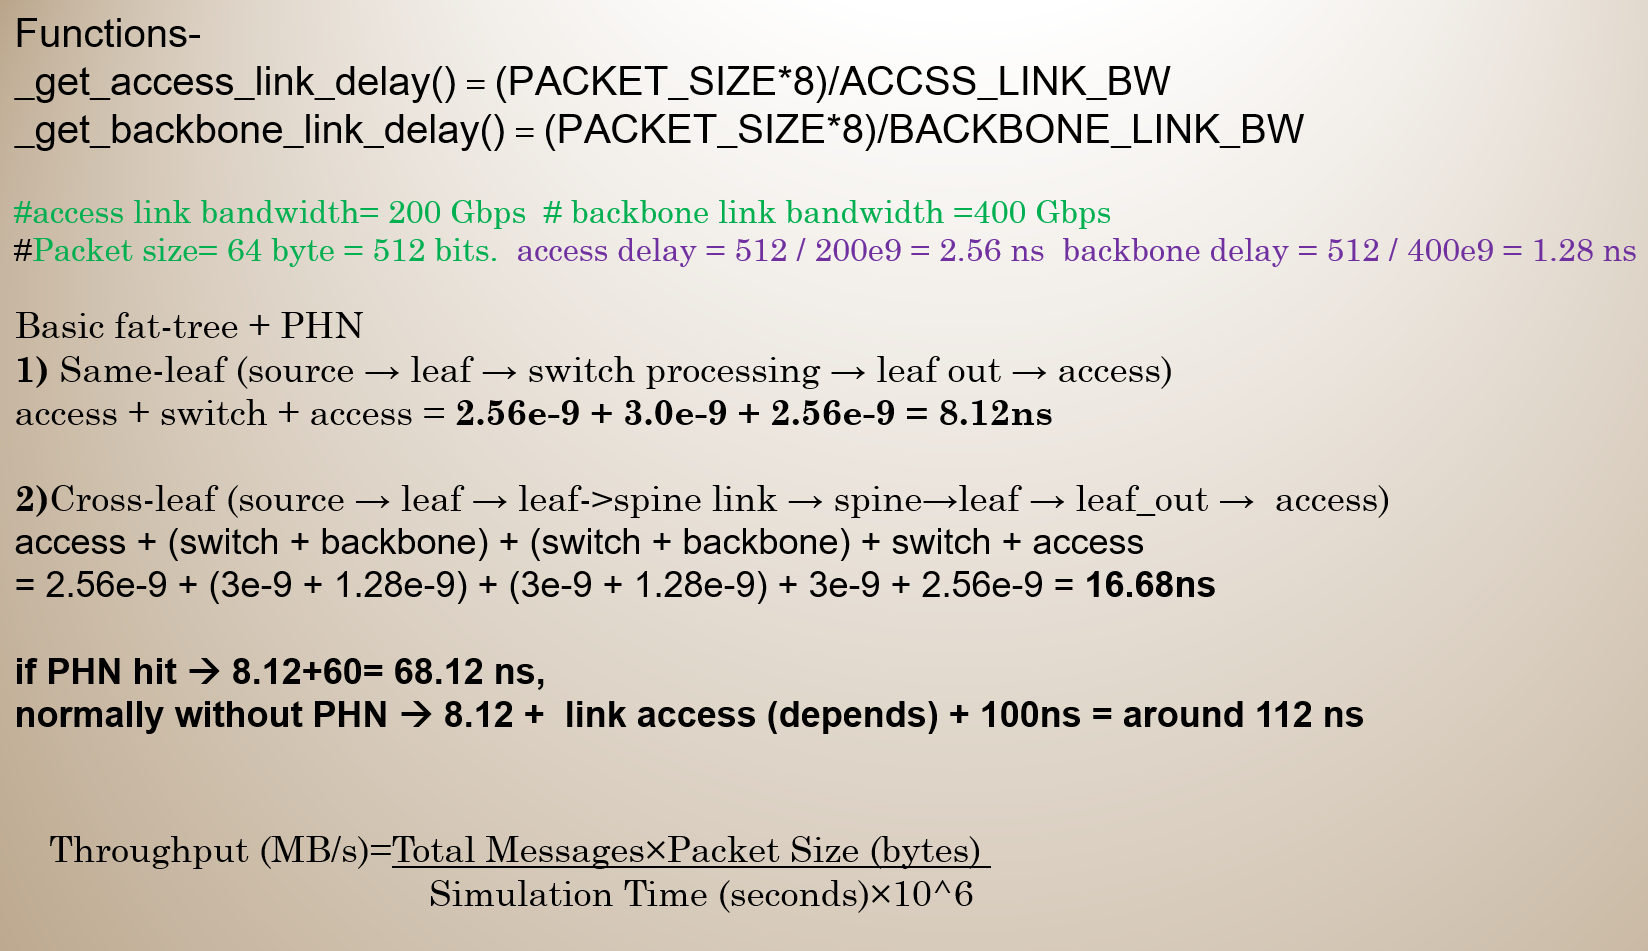 Functions-
_get_access_link_delay() = (PACKET_SIZE*8)/ACCSS_LINK_BW
_get_backbone_link_delay() = (PACKET_SIZE*8)/BACKBONE_LINK_BW
#access link bandwidth= 200 Gbps  # backbone link bandwidth =400 Gbps
#Packet size= 64 byte = 512 bits.  access delay = 512 / 200e9 = 2.56 ns  backbone delay = 512 / 400e9 = 1.28 ns
Basic fat-tree + PHN
1) Same-leaf (source → leaf → switch processing → leaf out → access)
access + switch + access = 2.56e-9 + 3.0e-9 + 2.56e-9 = 8.12ns
2)Cross-leaf (source → leaf → leaf->spine link → spine→leaf → leaf_out →  access)
access + (switch + backbone) + (switch + backbone) + switch + access
= 2.56e-9 + (3e-9 + 1.28e-9) + (3e-9 + 1.28e-9) + 3e-9 + 2.56e-9 = 16.68ns
if PHN hit → 8.12+60= 68.12 ns,
normally without PHN → 8.12 +  link access (depends) + 100ns = around 112 ns
Throughput (MB/s)=Total Messages×Packet Size (bytes)
Simulation Time (seconds)×10^6